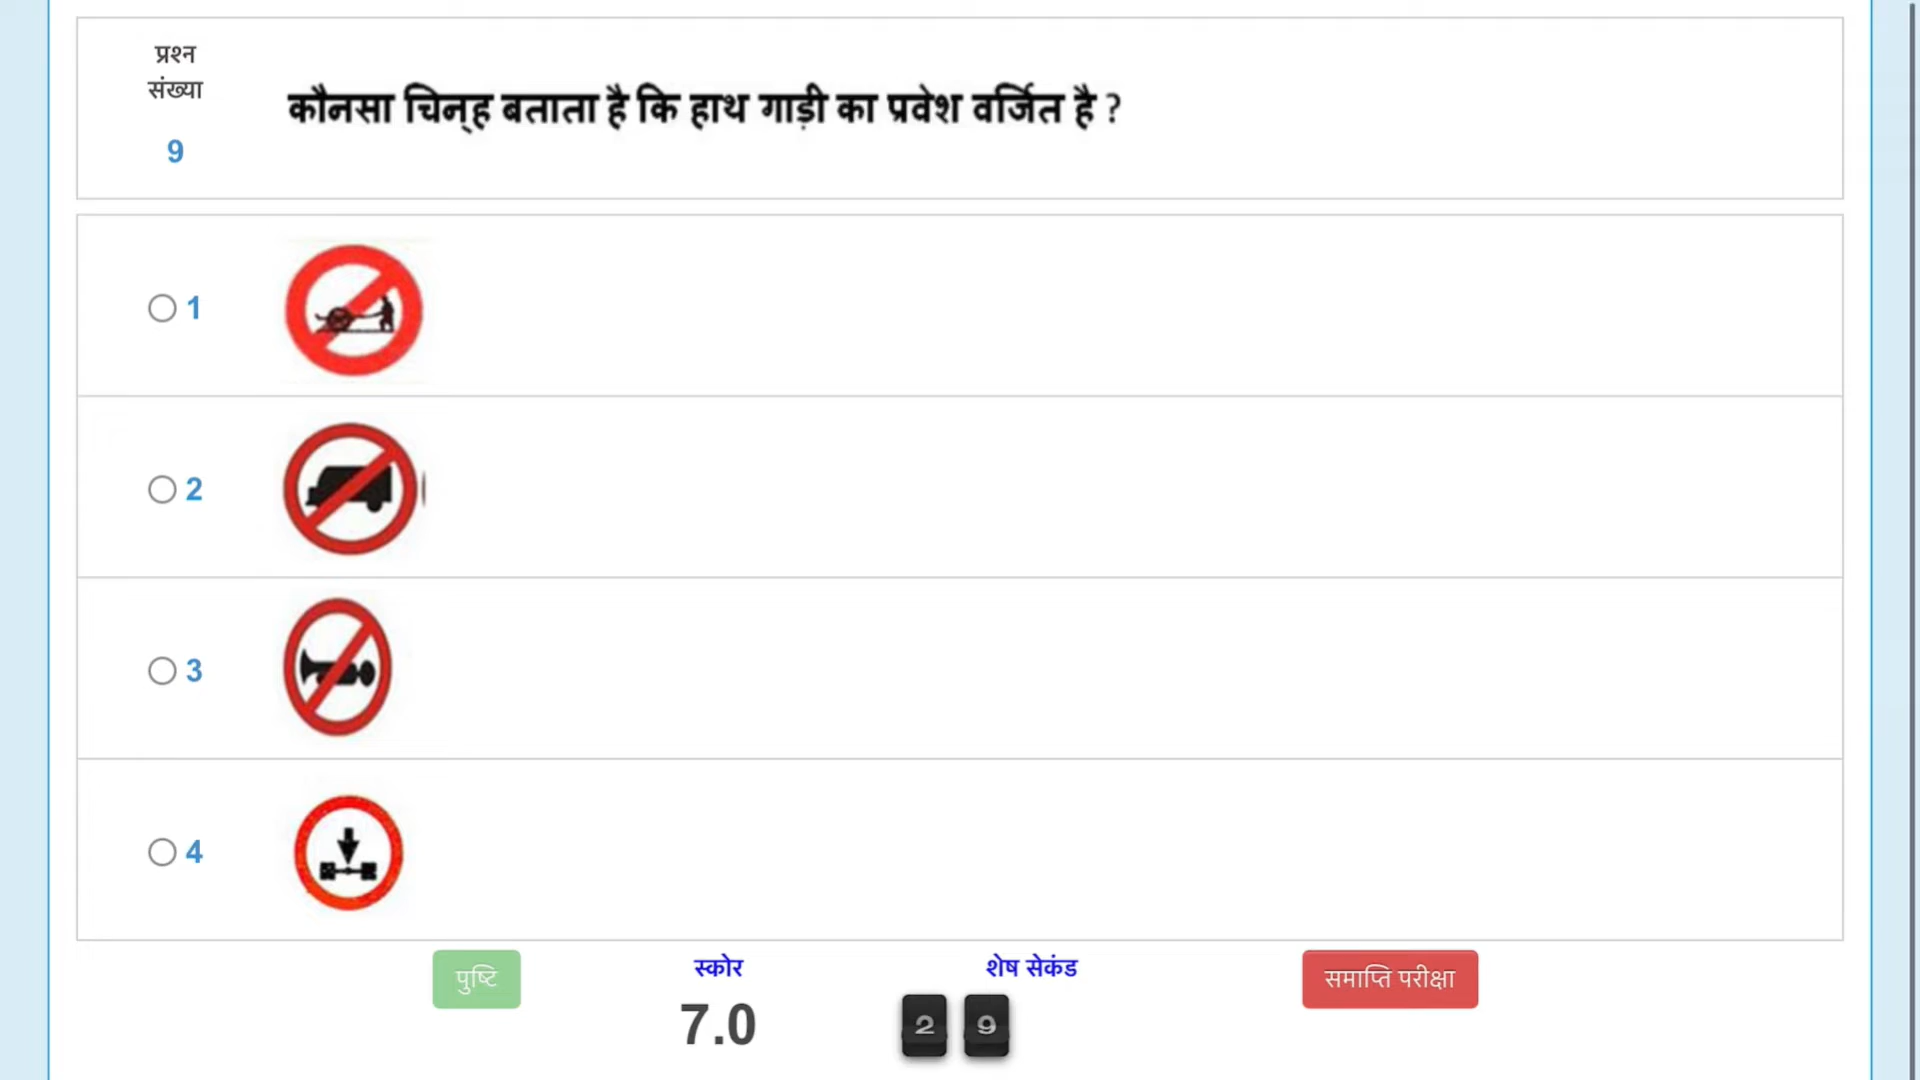 प्रश्न
संख्या
9
कौनसा चिन्ह बताता है कि हाथ गाड़ी का प्रवेश वर्जित है ?
1
2
3
4
पुष्टि
स्कोर
7.0
शेष सेकंड
2 9
समाप्ति परीक्षा